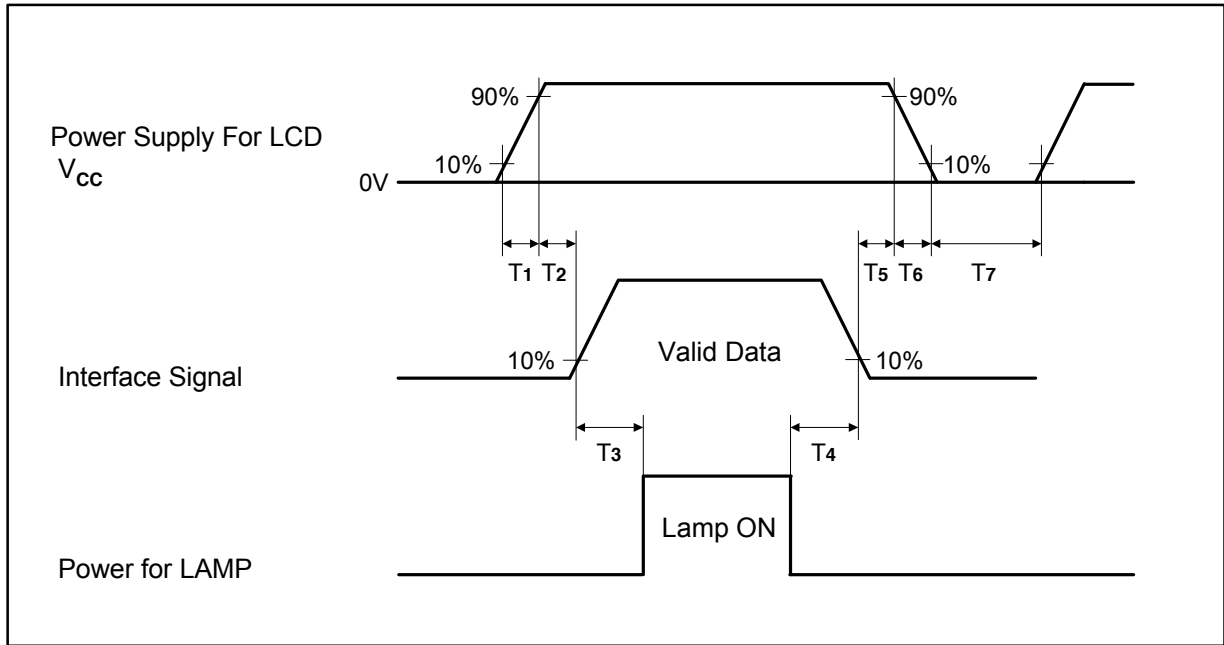 90%
90%
Power Supply For LCD
VCC
10%
10%
0V
T1
T2
T5
T6
T7
Valid Data
10%
10%
Interface Signal
T3
T4
Lamp ON
Power for LAMP